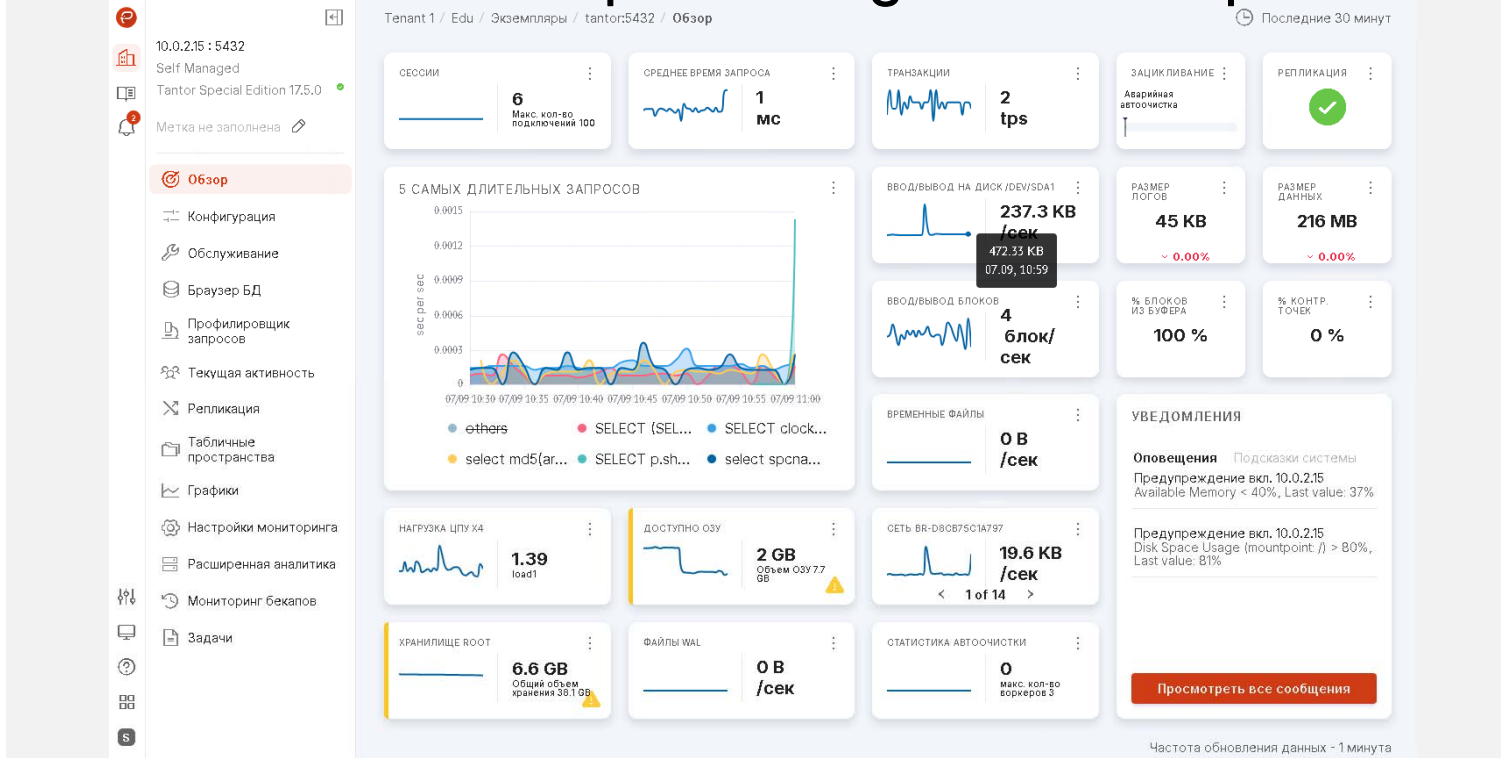 Tenant 1 / Edu / Экземпляры / tantor:5432 / Обзор
Последние 30 минут
10.0.2.15 : 5432
Self Managed
Tantor Special Edition 17.5.0
Метка не заполнена
2
Обзор
Конфигурация
Обслуживание
Браузер БД
Профилировщик
запросов
Текущая активность
Репликация
Табличные
пространства
Графики
Настройки мониторинга
Расширенная аналитика
Мониторинг бекапов
Задачи
S
СЕССИИ
6
Макс. кол-во
подключений 100
СРЕДНЕЕ ВРЕМЯ ЗАПРОСА
1
мс
ТРАНЗАКЦИИ
2
tps
ЗАЦИКЛИВАНИЕ
Аварийная
автоочистка
РЕПЛИКАЦИЯ
5 САМЫХ ДЛИТЕЛЬНЫХ ЗАПРОСОВ
sec per sec
0.0015
0.0012
0.0009
0.0006
0.0003
0
07/09 10:30 07/09 10:35 07/09 10:40 07/09 10:45 07/09 10:50 07/09 10:55 07/09 11:00
others
SELECT (SEL...
SELECT clock...
select md5(ar...
SELECT p.sh...
select spcna...
ВВОД/ВЫВОД НА ДИСК /DEV/SDA1
237.3 KB
/сек
472.33 KB
07.09, 10:59
РАЗМЕР
ЛОГОВ
45 KB
0.00%
РАЗМЕР
ДАННЫХ
216 MB
0.00%
ВВОД/ВЫВОД БЛОКОВ
4
блок/
сек
% БЛОКОВ
ИЗ БУФЕРА
100 %
% КОНТР.
ТОЧЕК
0 %
ВРЕМЕННЫЕ ФАЙЛЫ
0 B
/сек
УВЕДОМЛЕНИЯ
Оповещения Подсказки системы
Предупреждение вкл. 10.0.2.15
Available Memory < 40%, Last value: 37%
Предупреждение вкл. 10.0.2.15
Disk Space Usage (mountpoint: /) > 80%,
Last value: 81%
Просмотреть все сообщения
НАГРУЗКА ЦПУ X4
1.39
load1
ДОСТУПНО ОЗУ
2 GB
Объем ОЗУ 7.7
GB
СЕТЬ BR-D8CB75C1A797
19.6 KB
/сек
1 of 14
ХРАНИЛИЩЕ ROOT
6.6 GB
Общий объем
хранения 38.1 GB
ФАЙЛЫ WAL
0 B
/сек
СТАТИСТИКА АВТООЧИСТКИ
0
макс. кол-во
воркеров 3
Частота обновления данных - 1 минута